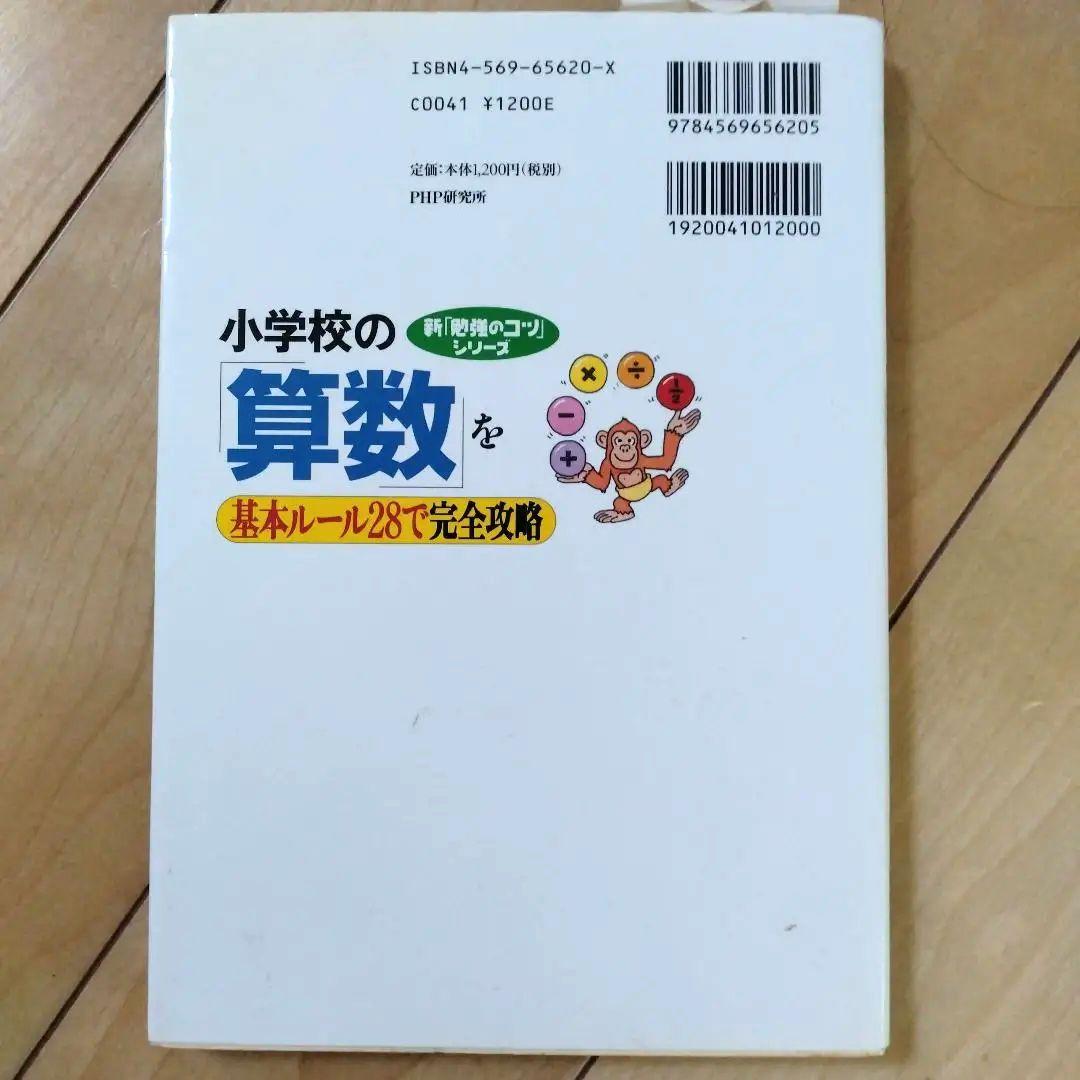 ISBN4-569-65620-X
C0041 ¥1200E
9784569656205
定価:本体1,200円(税別)
PHP研究所
1920041012000
小学校の
新「勉強のコツ」
シリーズ
「算数」を
基本ルール28で完全攻略
×
÷
1/2
−
+